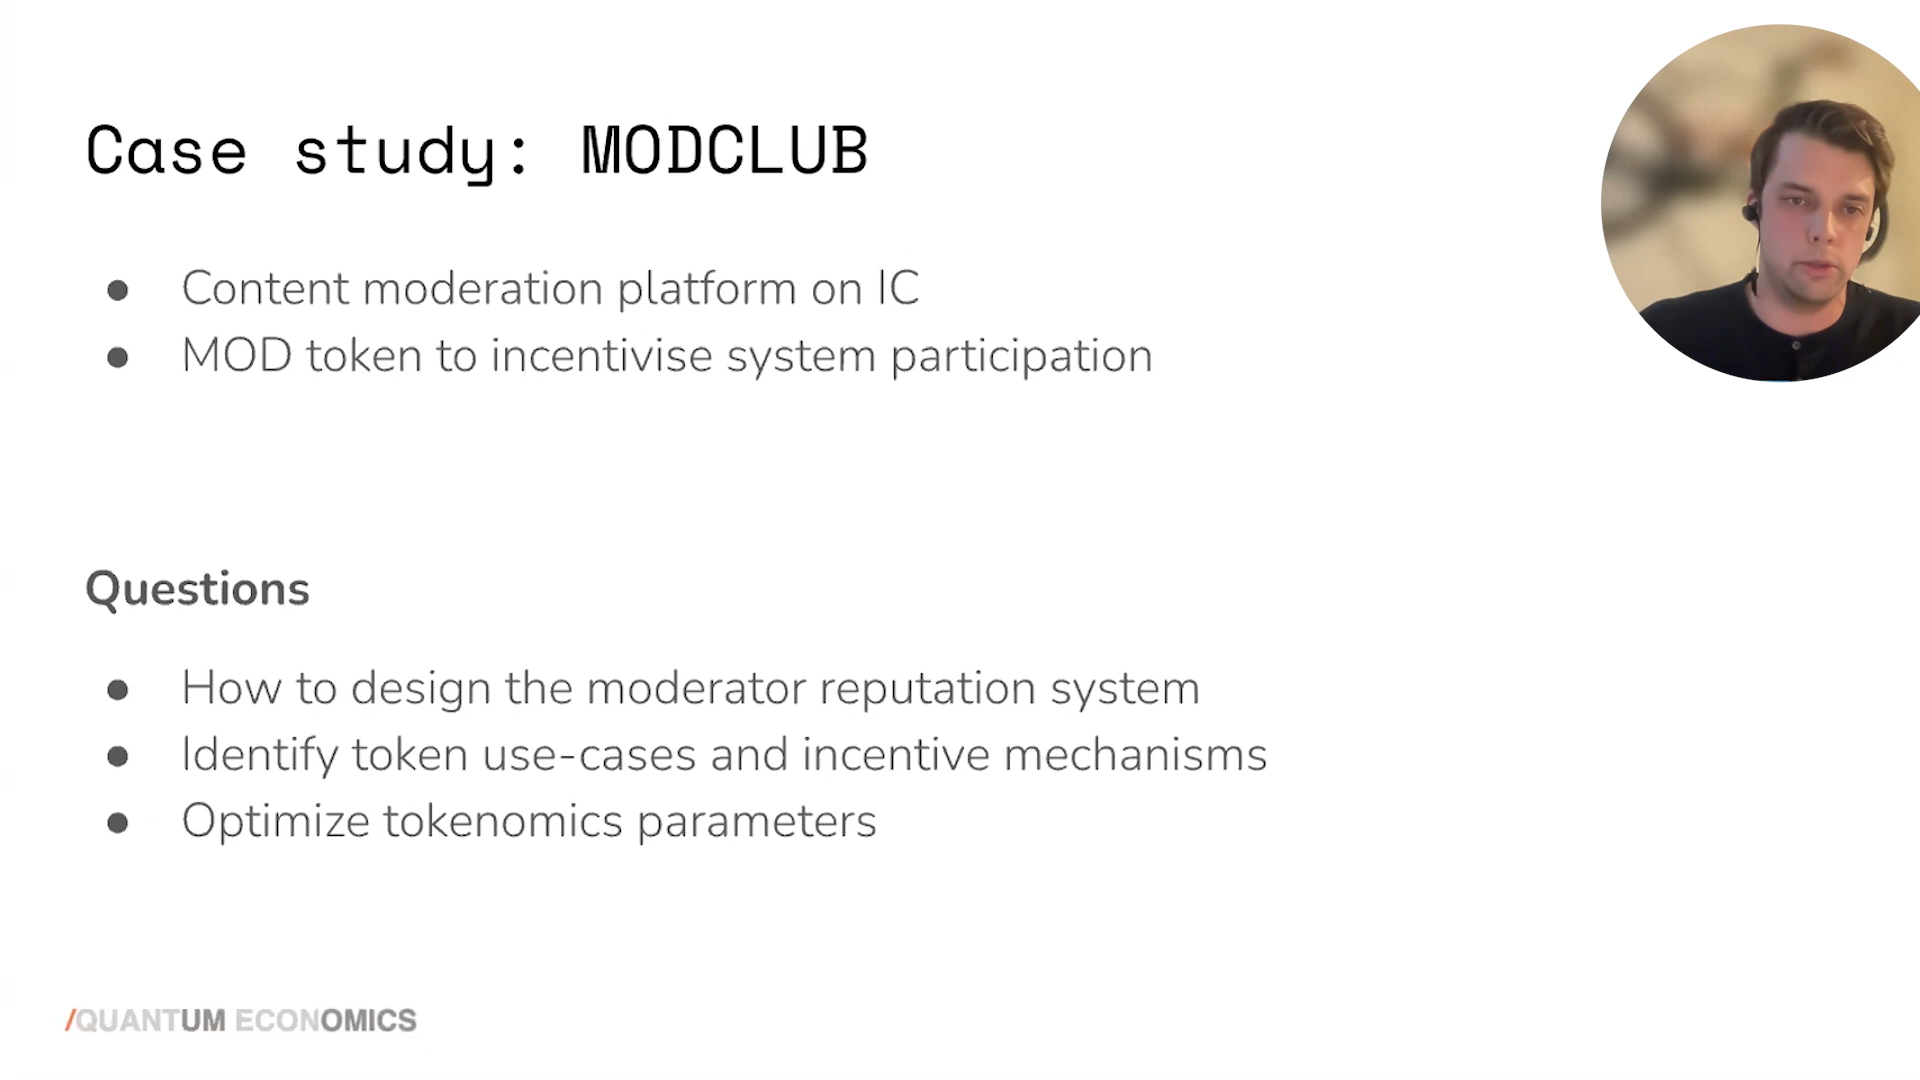 Case study: MODCLUB
● Content moderation platform on IC
● MOD token to incentivise system participation
Questions
● How to design the moderator reputation system
● Identify token use-cases and incentive mechanisms
● Optimize tokenomics parameters
/QUANTUM ECONOMICS